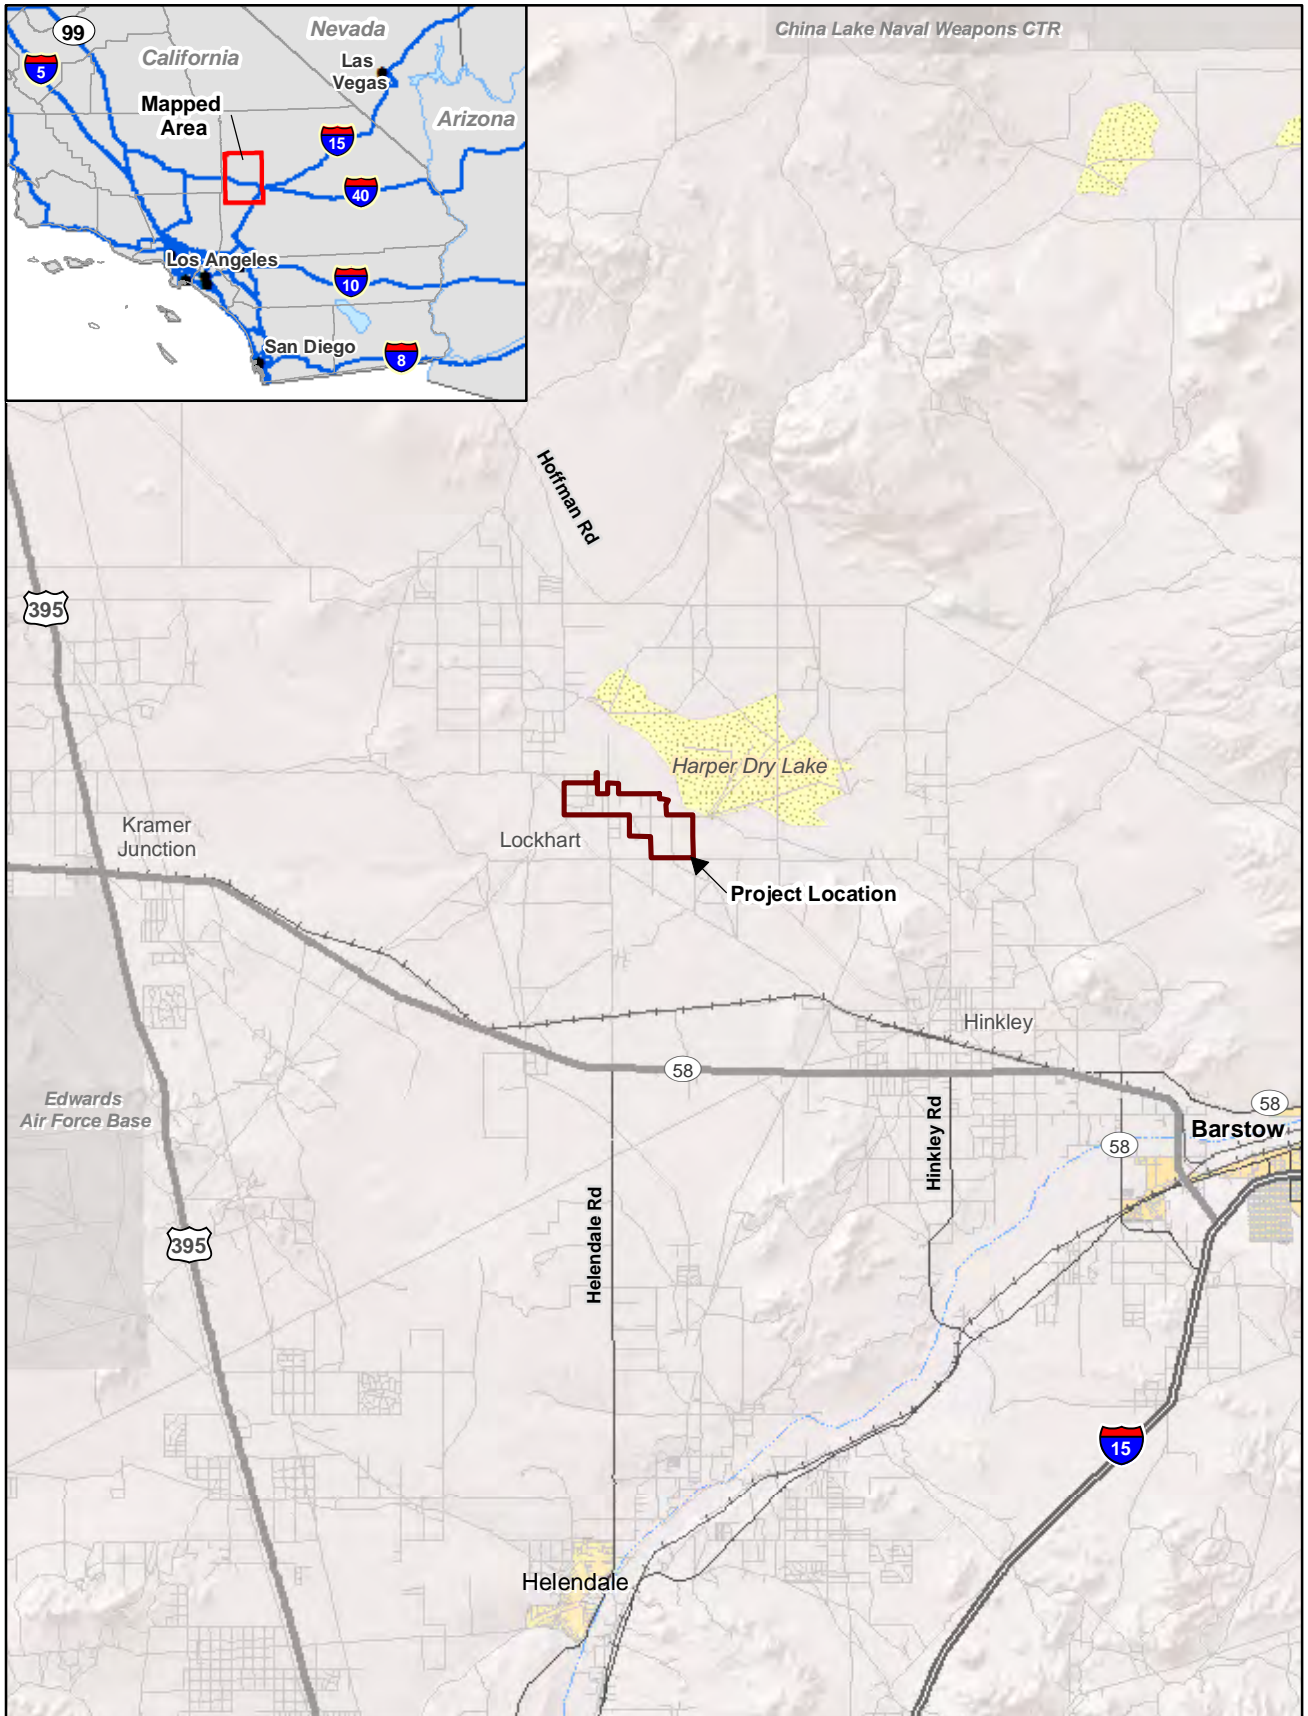 99
Nevada
California
5
Las
Vegas
Mapped
Area
Arizona
15
40
Los Angeles
10
San Diego
8
China Lake Naval Weapons CTR
Hoffman Rd
395
Harper Dry Lake
Kramer
Junction
Lockhart
Project Location
Hinkley
58
Edwards
Air Force Base
58
Barstow
58
Hinkley Rd
Helendale Rd
395
15
Helendale